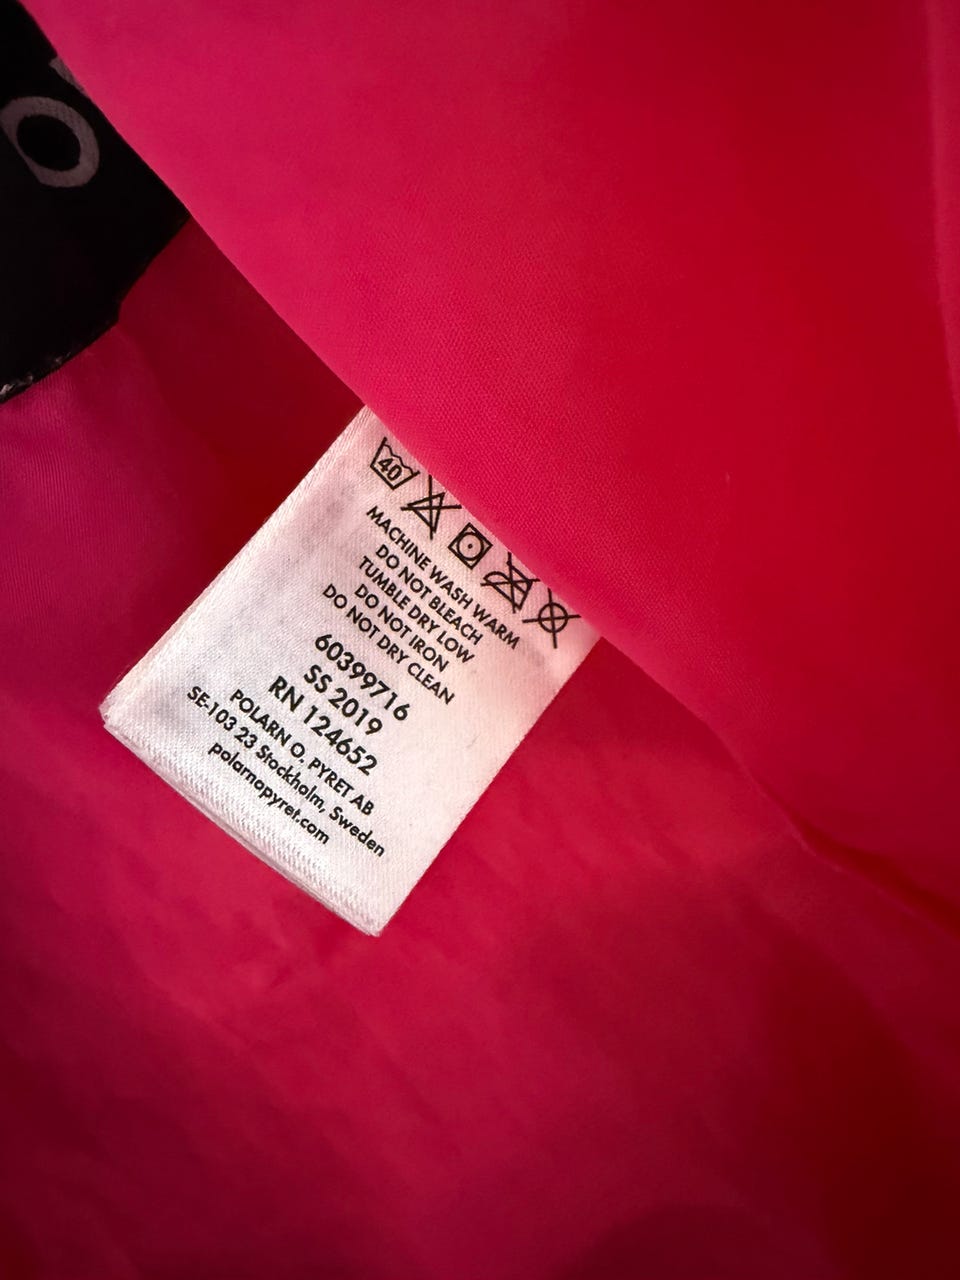 o
40
MACHINE WASH WARM
DO NOT BLEACH
TUMBLE DRY LOW
DO NOT IRON
DO NOT DRY CLEAN
60399716
SS 2019
RN 124652
POLARN O. PYRET AB
SE-103 23 Stockholm, Sweden
polarnopyret.com